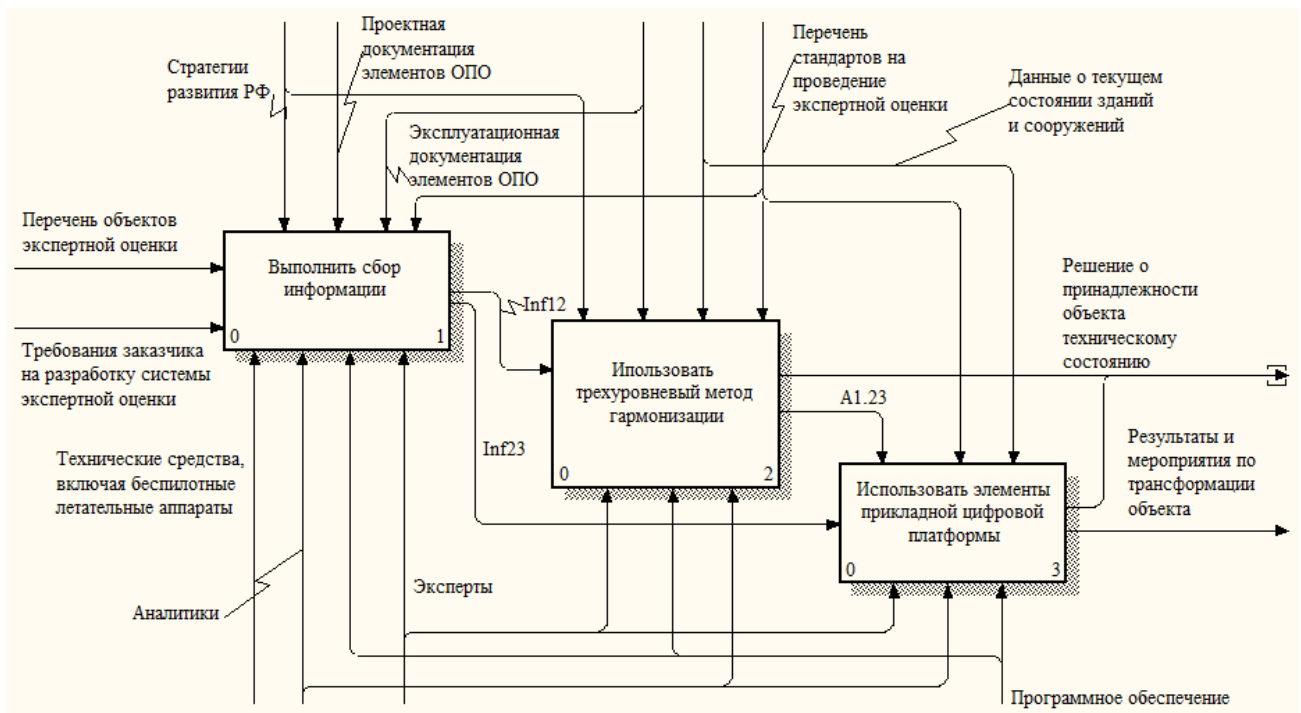 Проектная
документация
элементов ОПО
Стратегии
развития РФ
Перечень
стандартов на
проведение
экспертной оценки
Данные о текущем
состоянии зданий
и сооружений
Эксплуатационная
документация
элементов ОПО
Перечень объектов
экспертной оценки
Выполнить сбор
информации
0
1
Требования заказчика
на разработку системы
экспертной оценки
Inf12
Решение о
принадлежности
объекта
техническому
состоянию
Ипользовать
трехуровневый метод
гармонизации
0
2
A1.23
Inf23
Технические средства,
включая беспилотные
летательные аппараты
Результаты и
мероприятия по
трансформации
объекта
Использовать элементы
прикладной цифровой
платформы
0
3
Эксперты
Аналитики
Программное обеспечение